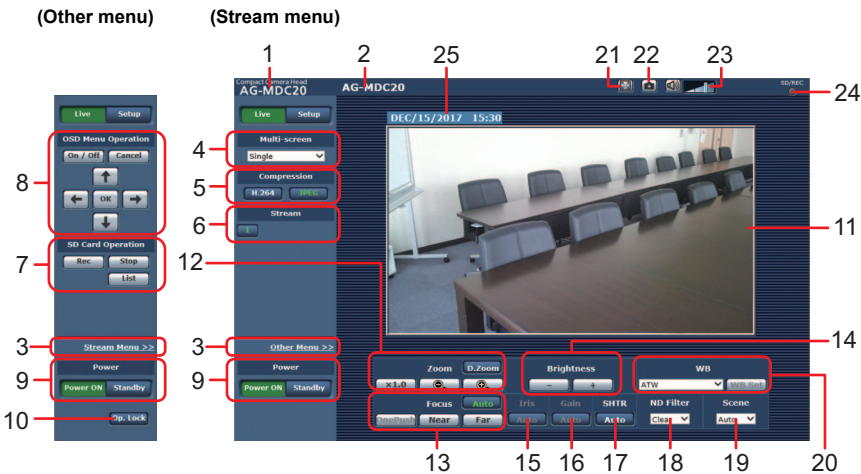 (Other menu) (Stream menu)
1 2 25 21 22 23
Compact Camera Head
AG-MDC20 AG-MDC20 SD/REC
24
Live Setup
OSD Menu Operation
On / Off Cancel
OK
8
SD Card Operation
Rec Stop
List
7
3 Stream Menu >>
Power
9 Power ON Standby
10 Op. Lock
Live Setup
4 Multi-screen
Single
5 Compression
H.264 JPEG
6 Stream
1
12
3 Other Menu >>
Power
9 Power ON Standby
DEC/15/2017 15:30
11
14
Zoom D.Zoom
×1.0
Brightness
- +
WB
ATW WB Set
Focus Auto
OnePush Near Far
Iris
Auto
Gain
Auto
SHTR
Auto
ND Filter
Clear
Scene
Auto
13 15 16 17 18 19 20